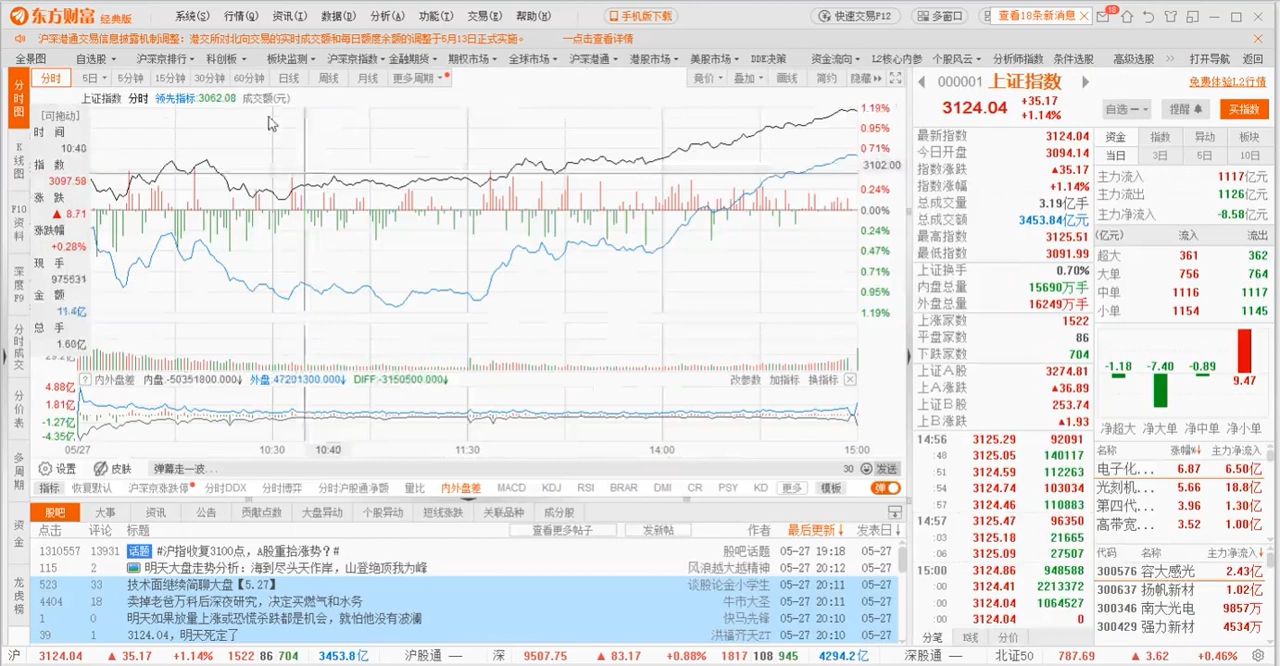 东方财富 经典版 系统(S) 行情(Q) 资讯(I) 数据(D) 分析(A) 功能(T) 交易(E) 帮助(H) 手机版下载 快速交易F12 多窗口 查看18条新消息 18
沪深港通交易信息披露机制调整：港交所对北向交易的实时成交额和每日额度余额的调整于5月13日正式实施。 一点击查看详情
全景图 自选股 沪深京排行 科创板 板块监测 沪深京指数 金融期货 期权市场 全球市场 沪深港通 港股市场 美股市场 DDE决策 资金流向 L2核心内参 个股风云 分析师指数 条件选股 高级选股 >> 打开导航 返回
分时 5日 5分钟 15分钟 30分钟 60分钟 日线 周线 月线 更多周期 竞价 叠加 画线 简约 隐藏
分时图
K线图
F10资料
深度F9
分时成交
分价表
多周期
资金
龙虎榜
上证指数 分时 领先指标:3062.08 成交额(元)
[可拖动]
时 间
10:40
指 数
3097.58
涨 跌
▲ 8.71
涨跌幅
+0.28%
现 手
975631
金 额
11.4亿
总 手
1.60亿
1.19%
0.95%
0.71%
3102.00
0.24%
0.00%
0.24%
0.47%
0.71%
0.95%
1.19%
内外盘差 内盘 -50351800.000↓ 外盘 47201300.000↓ DIFF -3150500.000↓ 改参数 加指标 换指标
4.88亿
1.81亿
-1.27亿
-4.35亿
05/27 10:30 10:40 11:30 14:00 15:00
设置 皮肤 弹幕走一波... 30 发送
指标 恢复默认 沪深京涨跌停 分时DDX 分时博弈 分时沪股通净额 量比 内外盘差 MACD KDJ RSI BRAR DMI CR PSY KD 更多 模板 弹
股吧 大事 资讯 公告 贡献点数 大盘异动 个股异动 短线涨跌 关联品种 成分股
点击 评论 标题 查看更多帖子 发新帖 作者 最后更新↓ 发表日↓
1310557 13931 话题 #沪指收复3100点，A股重拾涨势？# 股吧话题 05-27 19:18 05-27
115 2 明天大盘走势分析：海到尽头天作岸，山登绝顶我为峰 风浪越大越精神 05-27 20:12 05-27
523 33 技术面继续简聊大盘【5.27】 谈股论金小学生 05-27 20:11 05-27
4404 18 卖掉老爸万科后深夜研究，决定买燃气和水务 牛市大圣 05-27 20:11 05-27
1 0 明天如果放量上涨或恐慌杀跌都是机会，就怕他没有波澜 快马先锋 05-27 20:10 05-27
39 1 3124.04，明天死定了 洪福齐天ZT 05-27 20:10 05-27
000001 上证指数 免费体验L2行情
3124.04 +35.17 +1.14% 自选 提醒 买指数
最新指数 3124.04
今日开盘 3094.14
指数涨跌 ▲35.17
指数涨幅 +1.14%
总成交量 3.19亿手
总成交额 3453.84亿元
最高指数 3125.51
最低指数 3091.99
上证换手 0.70%
内盘总量 15690万手
外盘总量 16249万手
上涨家数 1522
平盘家数 86
下跌家数 704
上证A股 3274.81
上A涨跌 ▲36.89
上证B股 253.74
上B涨跌 ▲1.93
14:56 3125.29 92091
:48 3125.05 140117
:51 3124.59 112263
:54 3124.74 103034
:57 3124.46 110883
14:57 3125.47 96350
:03 3125.18 21665
:06 3125.09 27507
15:00 3124.86 948588
:00 3124.41 2213372
:00 3124.04 1064527
:00 3124.04 0
分笔 K线 分价
资金 指数 异动 板块
当日 3日 5日 10日
主力流入 1117亿元
主力流出 1126亿元
主力净流入 -8.58亿元
(亿元) 流入 流出
超大 361 362
大单 756 764
中单 1116 1117
小单 1154 1145
-1.18 -7.40 -0.89 9.47
净超大 净大单 净中单 净小单
名称 涨幅%↓ 主力净流入
电子化... 6.87 6.50亿
光刻机... 5.66 18.8亿
第四代... 3.96 1.30亿
高带宽... 3.52 1.00亿
代码 名称 主力净流入↓
300576 容大感光 2.43亿
300637 扬帆新材 1.02亿
300346 南大光电 9857万
300429 强力新材 4534万
沪 3124.04 ▲ 35.17 +1.14% 1522 86 704 3453.8亿 沪股通 — 深 9507.75 ▲ 83.17 +0.88% 1817 108 945 4294.2亿 深股通 — 北证50 787.69 ▲ 3.62 +0.46%